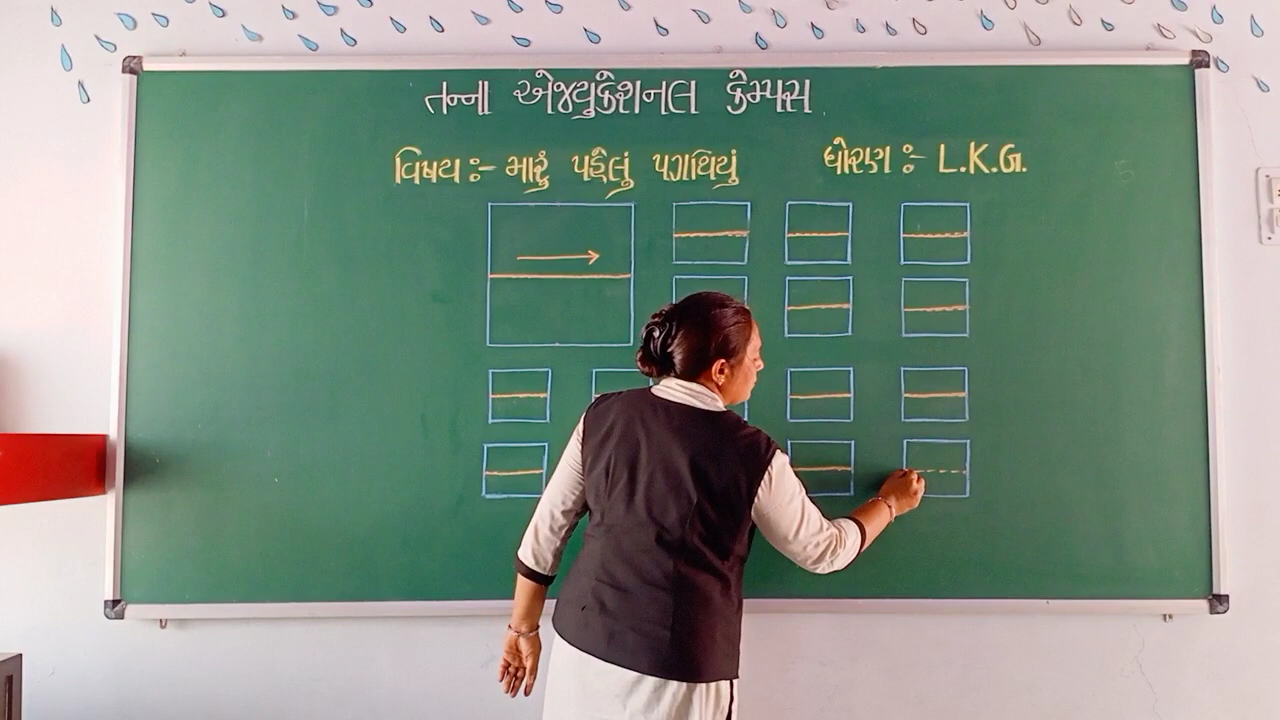 તન્ના એજ્યુકેશનલ કેમ્પસ
વિષય :- મારું પહેલું પગથિયું ધોરણ :- L.K.G.